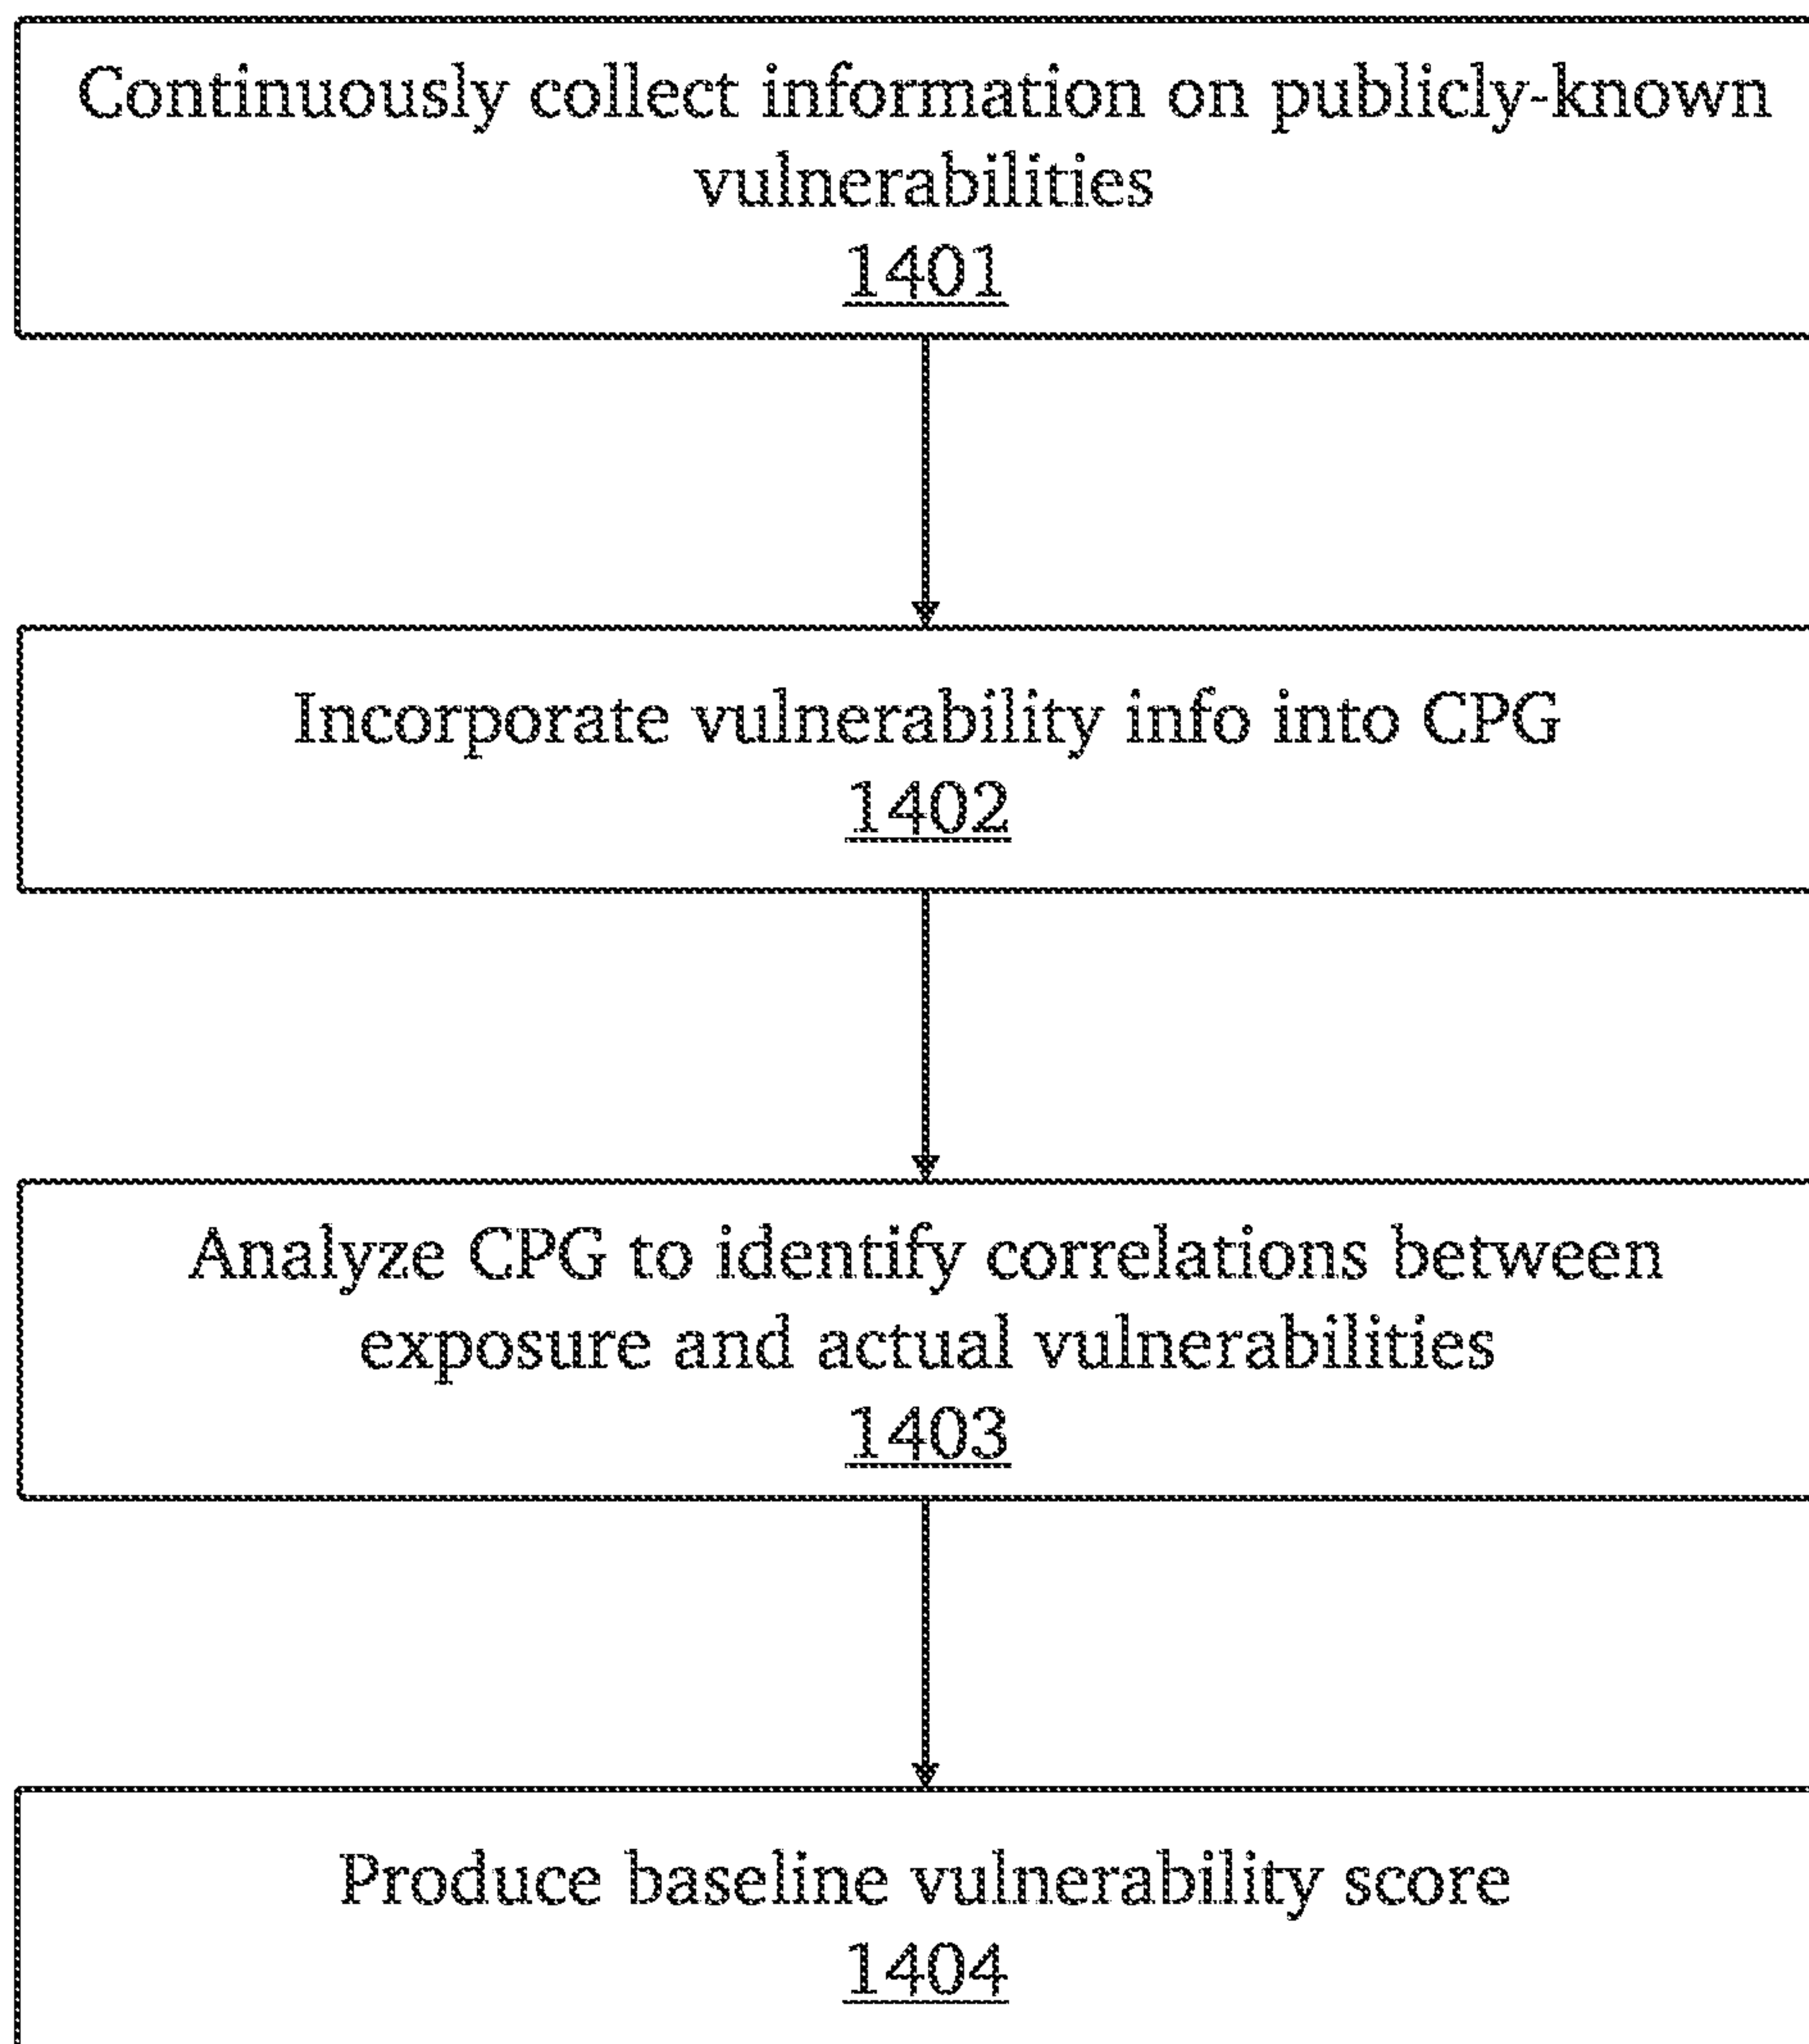 Continuously collect information on publicly-known
vulnerabilities
1401
Incorporate vulnerability info into CPG
1402
Analyze CPG to identify correlations between
exposure and actual vulnerabilities
1403
Produce baseline vulnerability score
1404